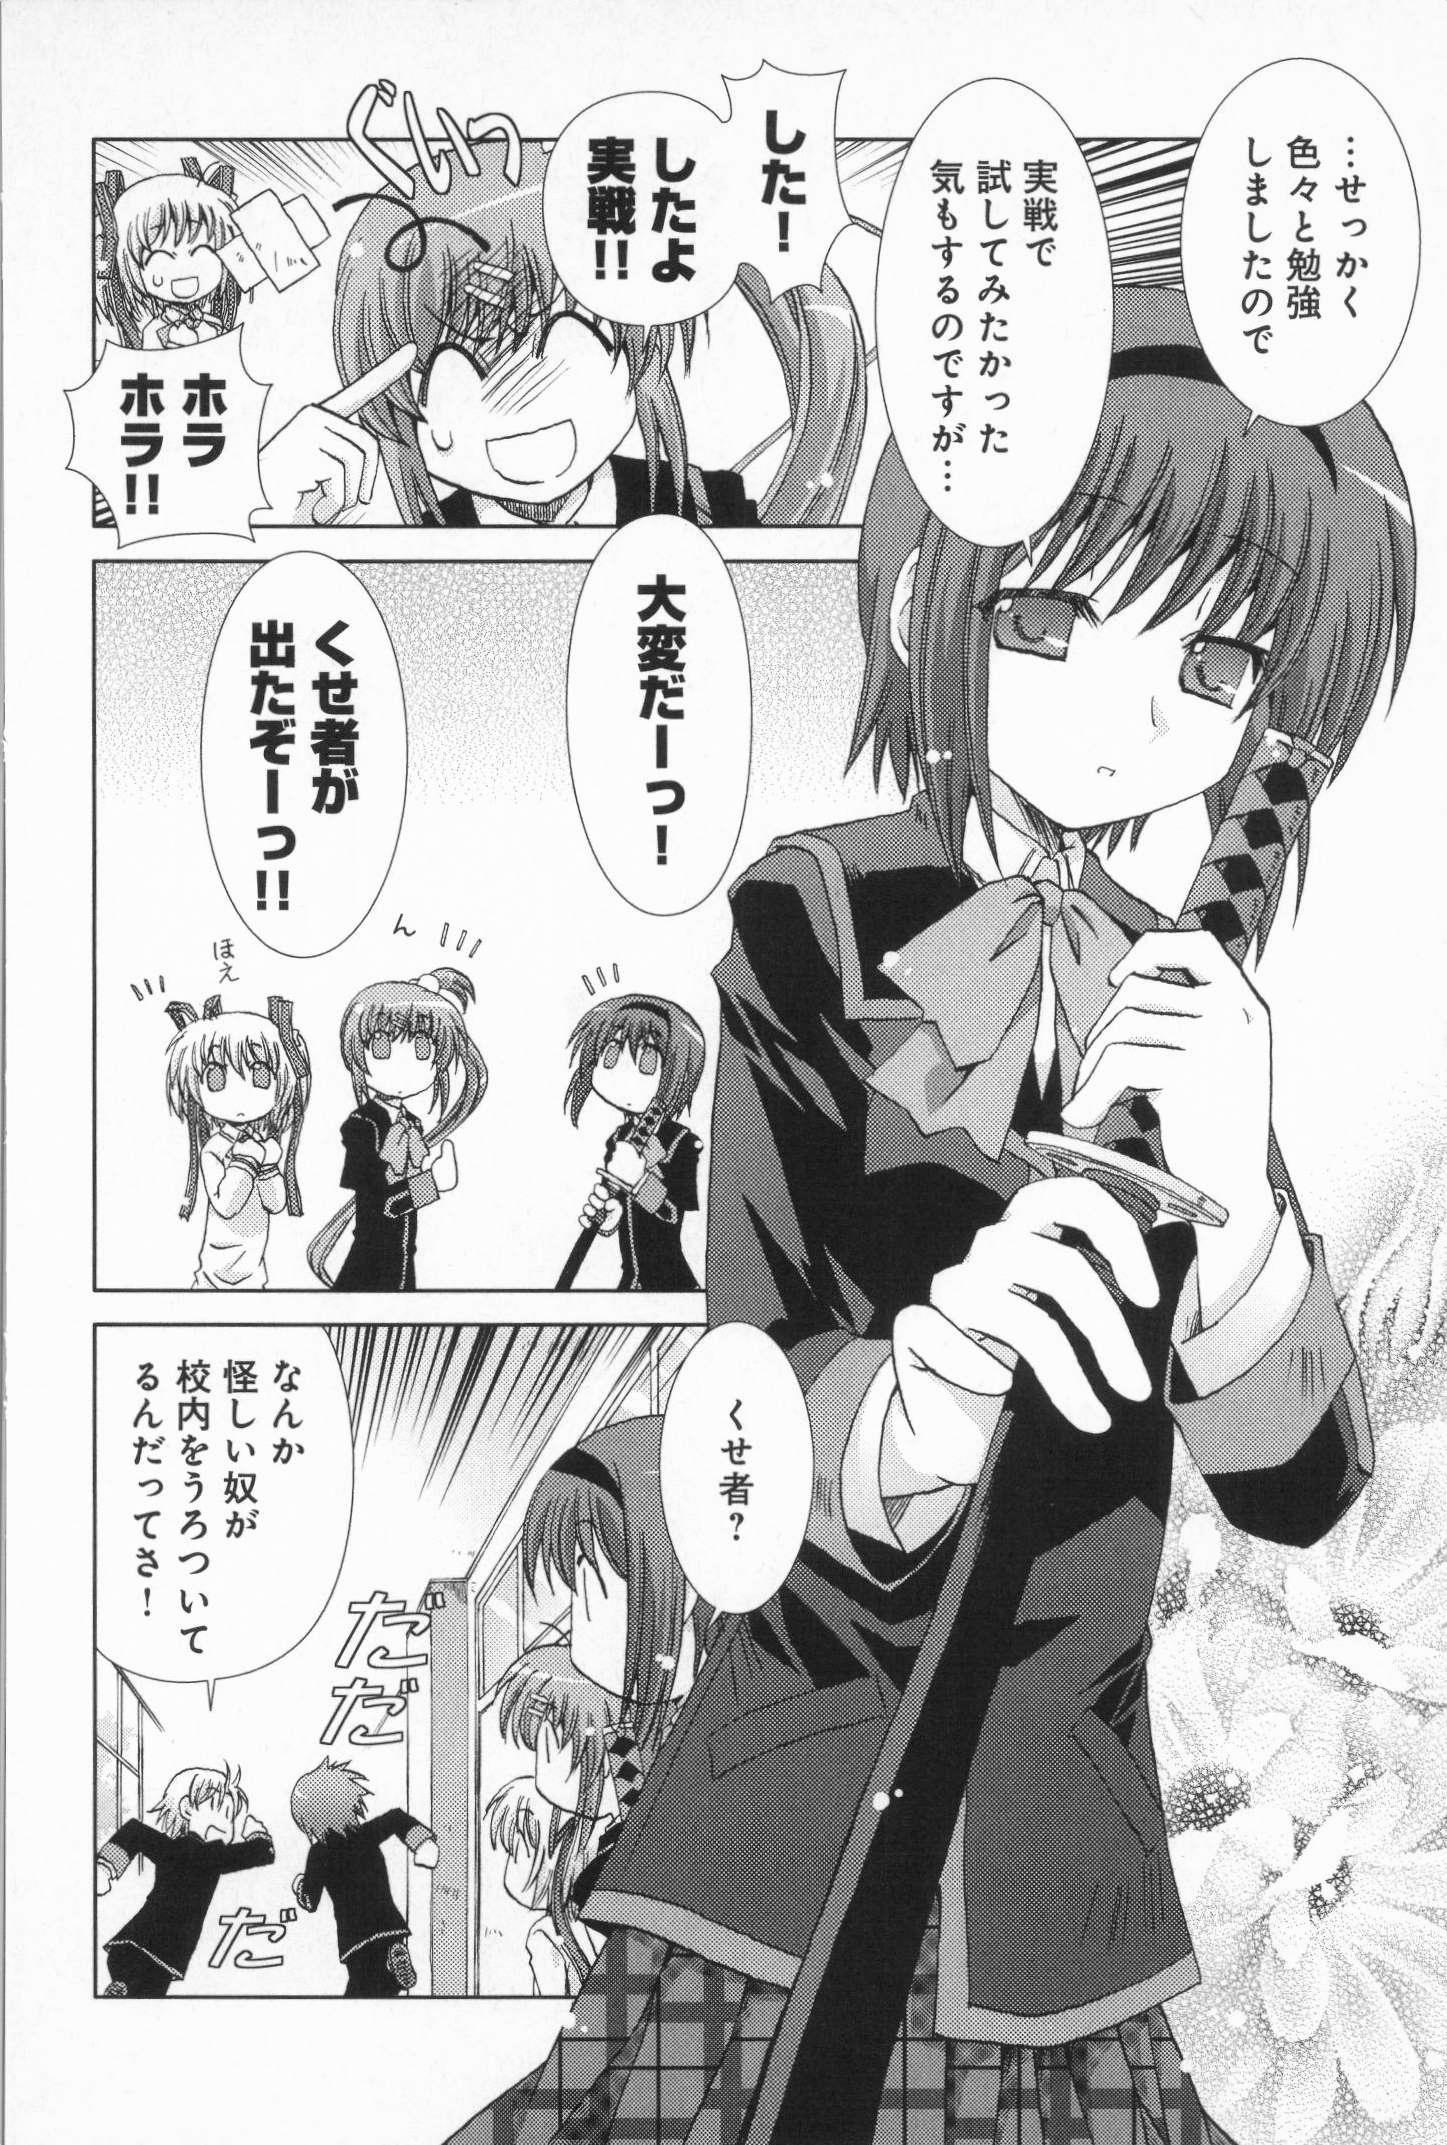 …せっかく
色々と勉強
しましたので
実戦で
試してみたかった
気もするのですが…
した!
したよ
実戦!!
ぐいっ
ホラ
ホラ!!
大変だーっ!
くせ者が
出たぞーっ!!
ん
ほえ
くせ者?
なんか
怪しい奴が
校内をうろついて
るんだってさ!
だ
だ
だ